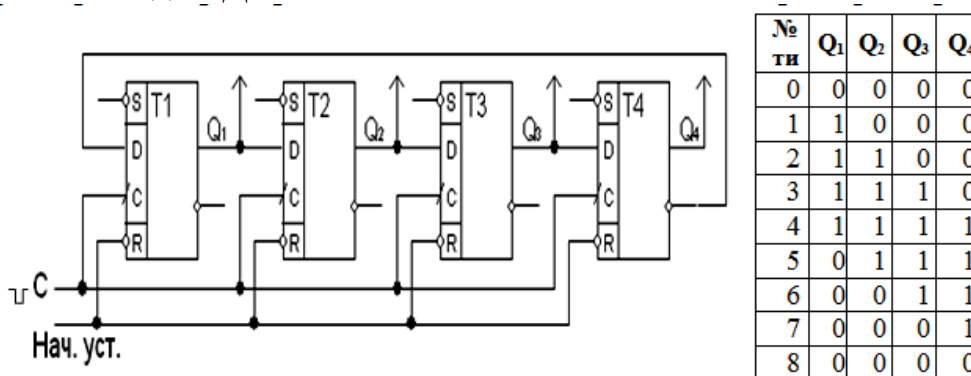 S T1 S T2 S T3 S T4
Q₁ Q₂ Q₃ Q₄
D D D D
C C C C
R R R R
С
Нач. уст.
№ ти Q₁ Q₂ Q₃ Q₄
0 0 0 0 0
1 1 0 0 0
2 1 1 0 0
3 1 1 1 0
4 1 1 1 1
5 0 1 1 1
6 0 0 1 1
7 0 0 0 1
8 0 0 0 0